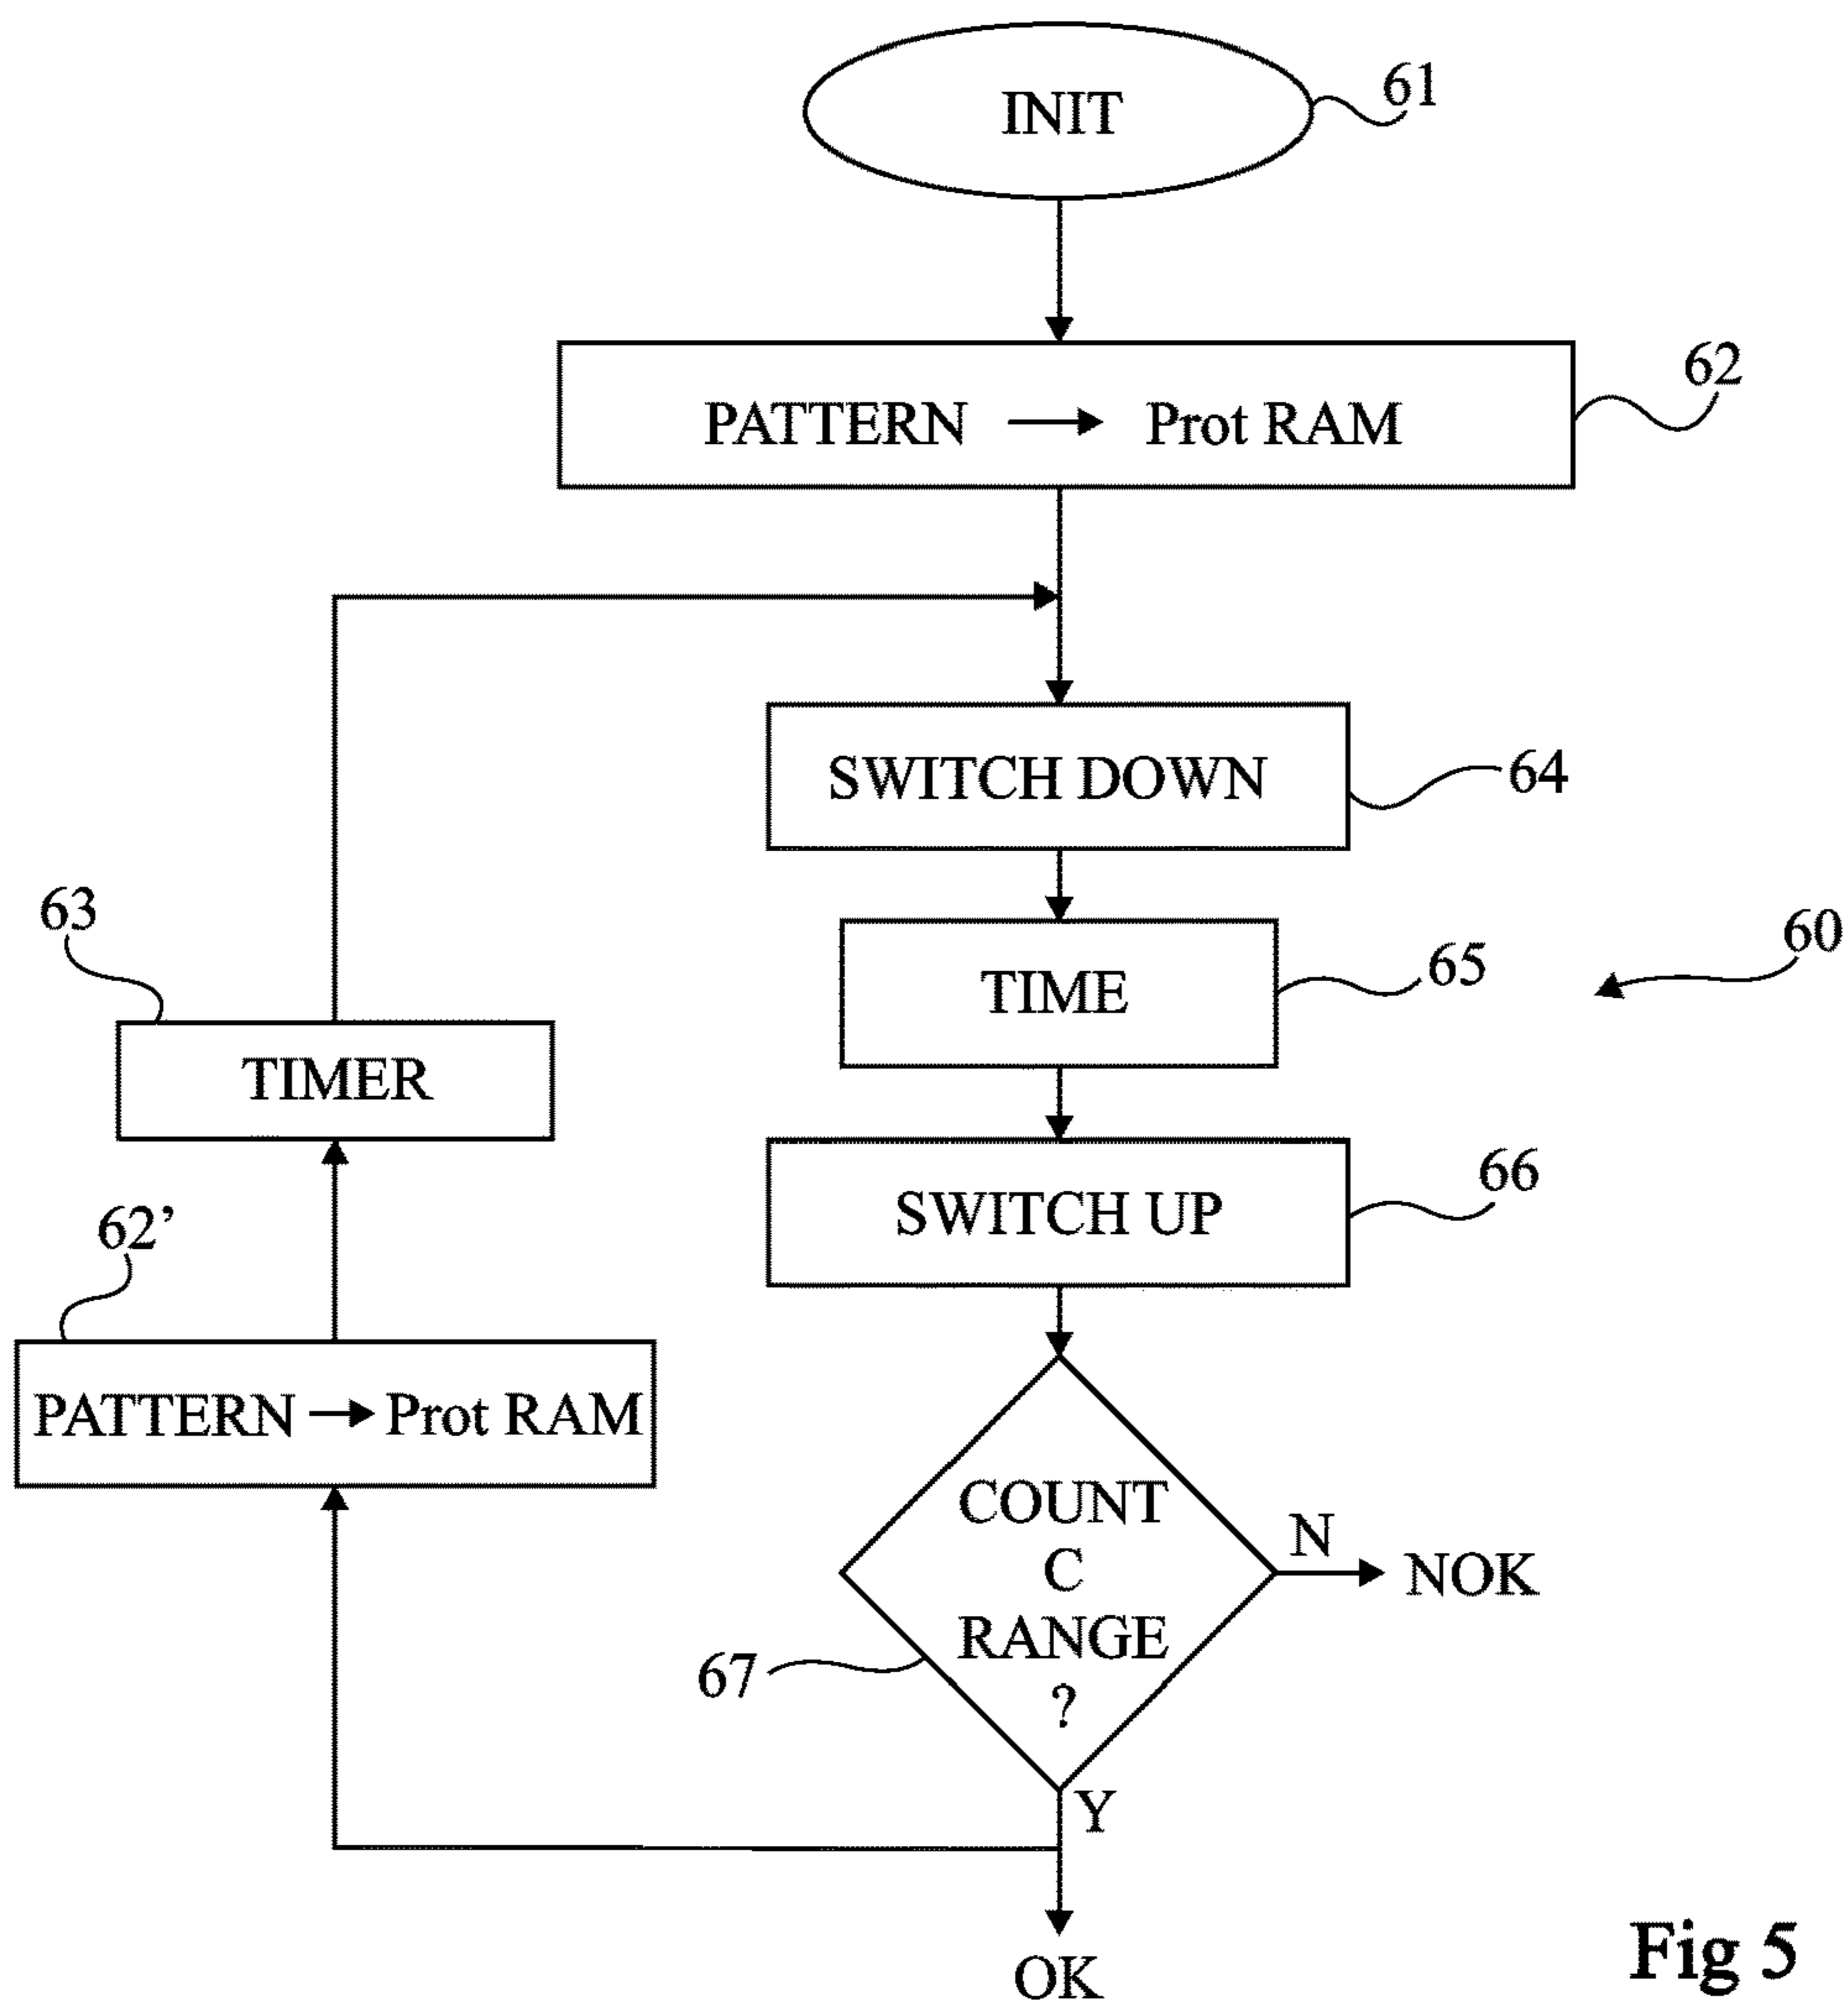 INIT
61
PATTERN → Prot RAM
62
SWITCH DOWN
64
63
TIME
65
60
TIMER
SWITCH UP
66
62’
PATTERN → Prot RAM
COUNT
C
RANGE
?
N
NOK
67
Y
OK
Fig 5